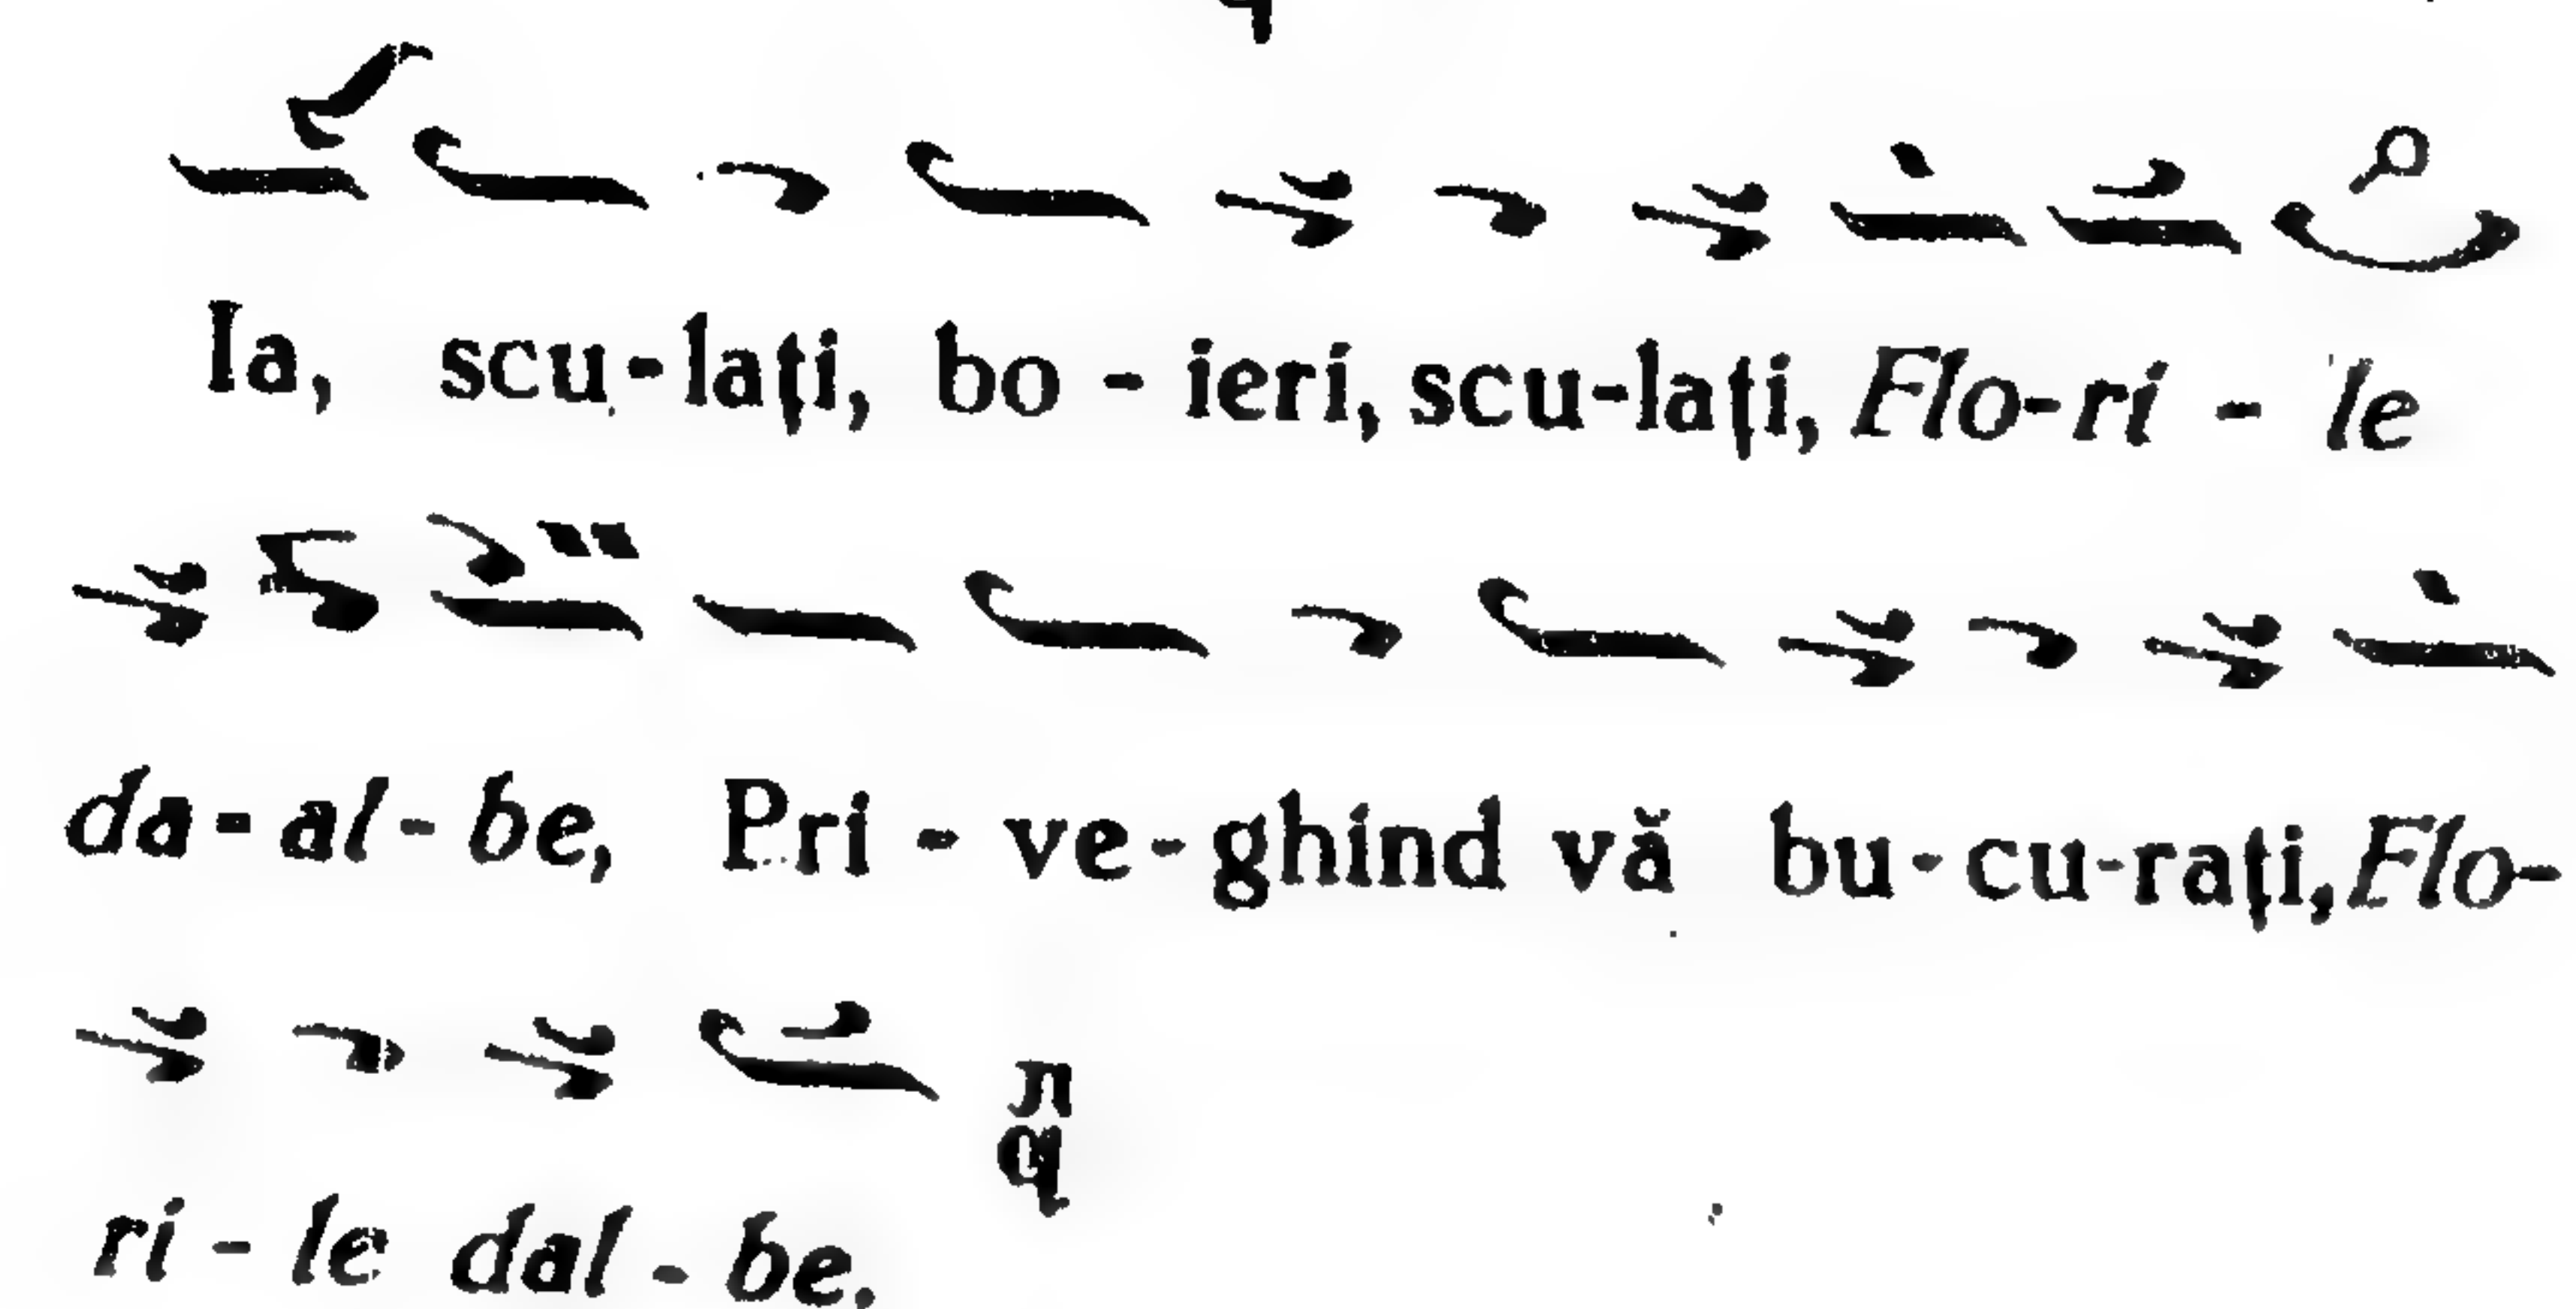 Ia, scu-lați, bo - ieri, scu-lați, Flo-ri - le
da-al-be, Pri - ve-ghind vă bu-cu-rați, Flo-
ri-le dal-be.